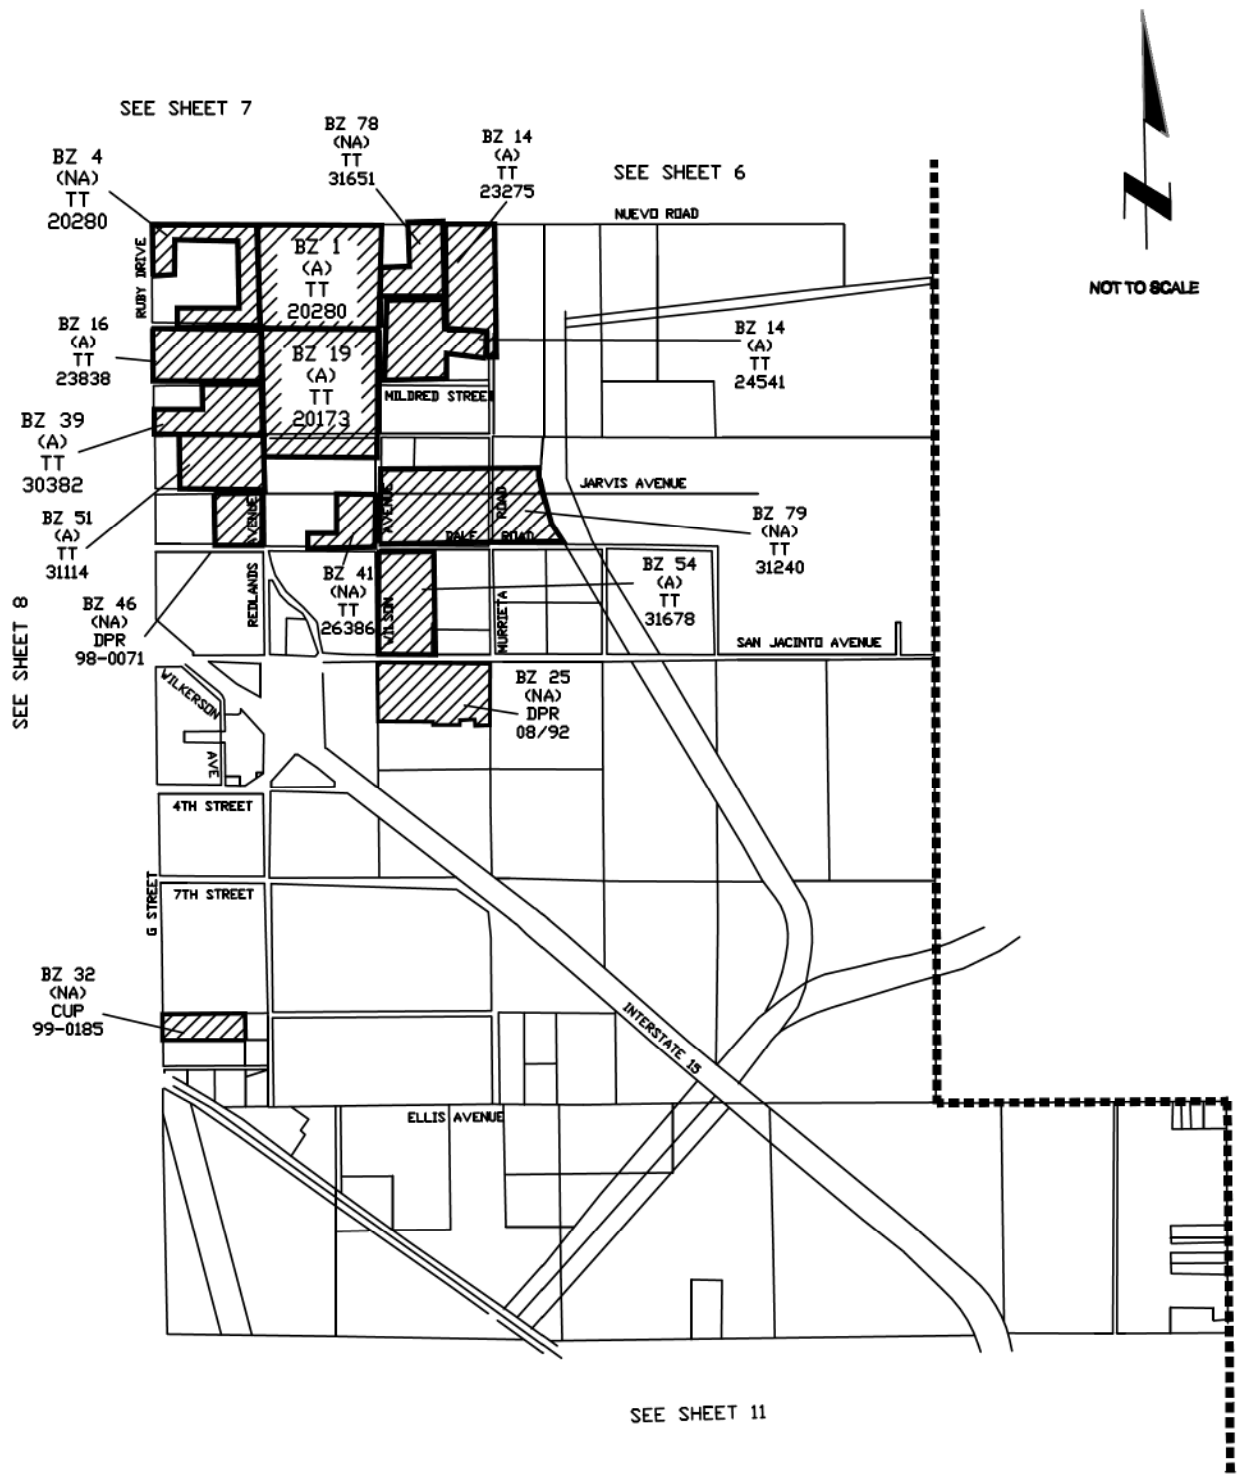 SEE SHEET 7
BZ 78
(NA)
TT
31651
BZ 14
(A)
TT
23275
SEE SHEET 6
BZ 4
(NA)
TT
20280
NUEVO ROAD
RUBY DRIVE
BZ 1
(A)
TT
20280
NOT TO SCALE
BZ 16
(A)
TT
23838
BZ 19
(A)
TT
20173
BZ 14
(A)
TT
24541
MILDRED STREET
BZ 39
(A)
TT
30382
JARVIS AVENUE
AVENUE
AVENUE
ROAD
DALE ROAD
BZ 79
(NA)
TT
31240
BZ 51
(A)
TT
31114
BZ 41
(NA)
TT
26386
BZ 54
(A)
TT
31678
REDLANDS
WILSON
MURRIETA
BZ 46
(NA)
DPR
98-0071
SEE SHEET 8
SAN JACINTO AVENUE
BZ 25
(NA)
DPR
08/92
WILKERSON
AVE
4TH STREET
7TH STREET
G STREET
BZ 32
(NA)
CUP
99-0185
INTERSTATE 15
ELLIS AVENUE
SEE SHEET 11